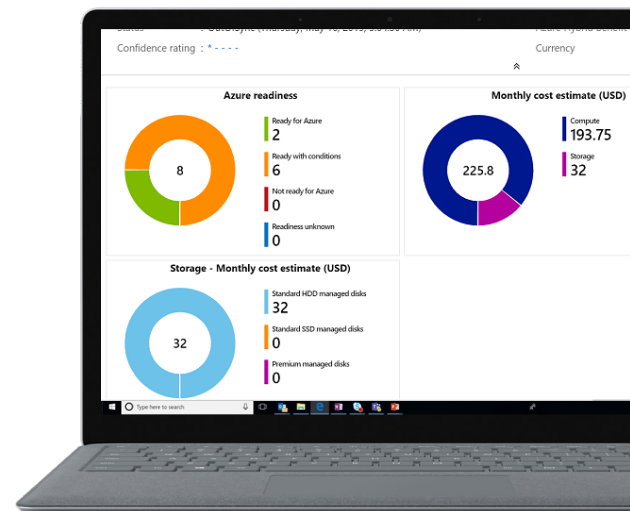 Confidence rating : * - - - -
Currency
Azure readiness
8
Ready for Azure
2
Ready with conditions
6
Not ready for Azure
0
Readiness unknown
0
Monthly cost estimate (USD)
225.8
Compute
193.75
Storage
32
Storage - Monthly cost estimate (USD)
32
Standard HDD managed disks
32
Standard SSD managed disks
0
Premium managed disks
0
Type here to search